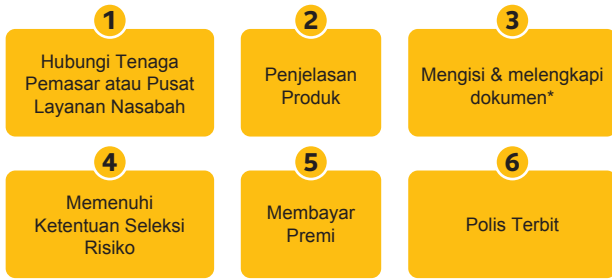 1
Hubungi Tenaga
Pemasar atau Pusat
Layanan Nasabah
2
Penjelasan
Produk
3
Mengisi & melengkapi
dokumen*
4
Memenuhi
Ketentuan Seleksi
Risiko
5
Membayar
Premi
6
Polis Terbit